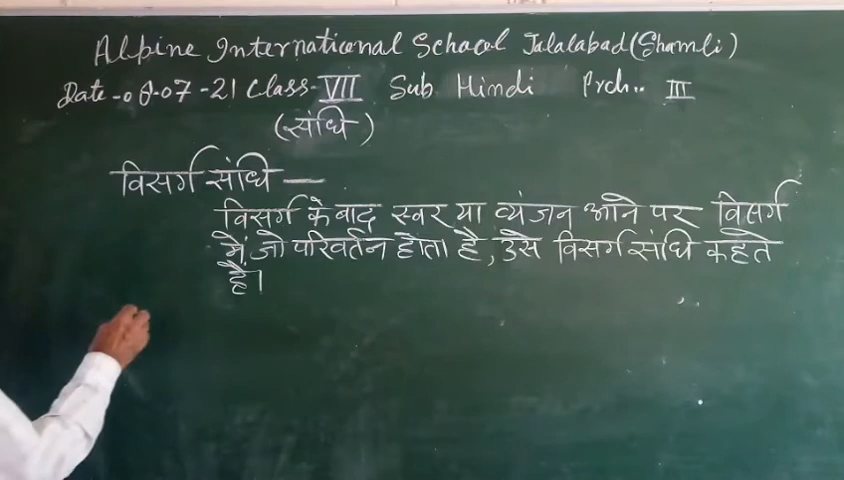 Alpine International School Jalalabad (Shamli)
Date - 08-07-21 Class - VII Sub Hindi Prd.. III
(संधि)
विसर्ग संधि —
विसर्ग के बाद स्वर या व्यंजन आने पर विसर्ग
में जो परिवर्तन होता है, उसे विसर्ग संधि कहते
हैं।